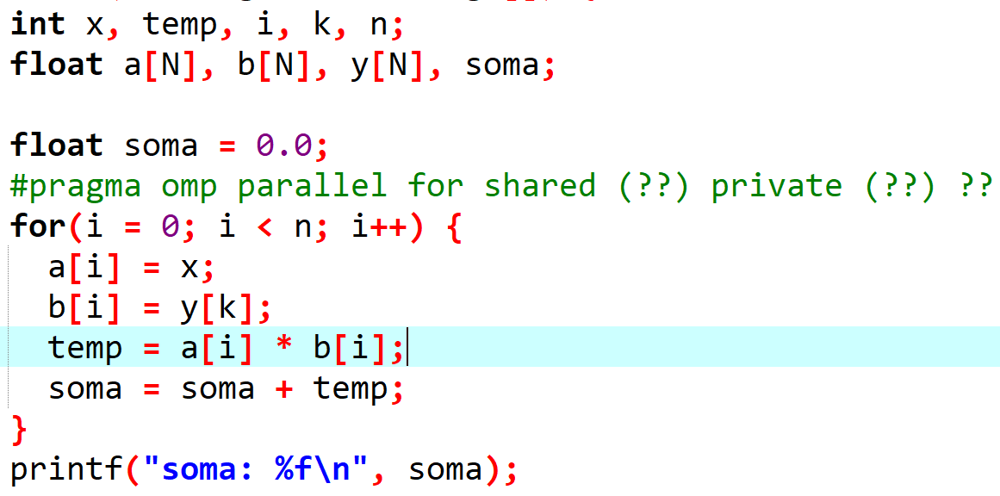 int x, temp, i, k, n;
float a[N], b[N], y[N], soma;
float soma = 0.0;
#pragma omp parallel for shared (??) private (??) ??
for(i = 0; i < n; i++) {
a[i] = x;
b[i] = y[k];
temp = a[i] * b[i];
soma = soma + temp;
}
printf("soma: %f\n", soma);